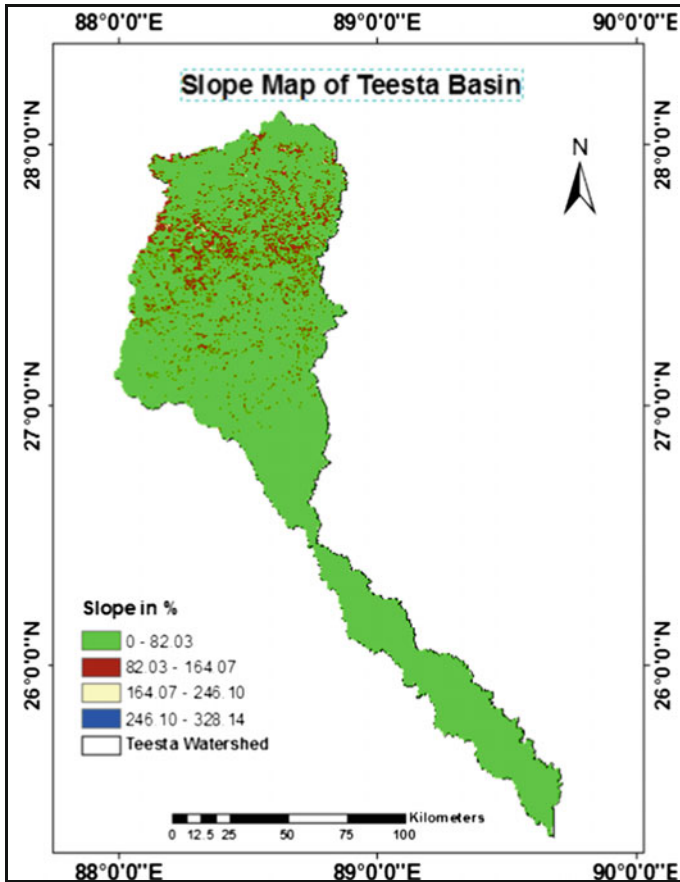 88°0'0"E 89°0'0"E 90°0'0"E
Slope Map of Teesta Basin
28°0'0"N 28°0'0"N
N
27°0'0"N 27°0'0"N
26°0'0"N 26°0'0"N
Slope in %
0 - 82.03
82.03 - 164.07
164.07 - 246.10
246.10 - 328.14
Teesta Watershed
Kilometers
0 12.5 25 50 75 100
88°0'0"E 89°0'0"E 90°0'0"E